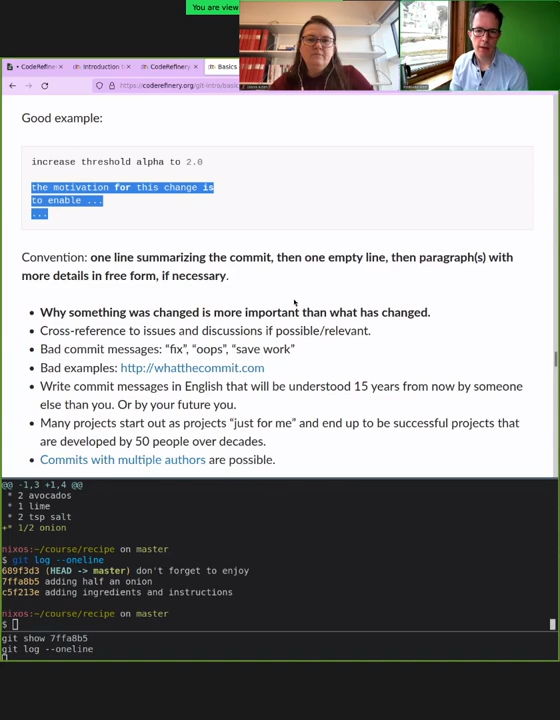 You are view
CodeRefine
Introduction t
CodeRefinery
Basics
https://coderefinery.org/git-intro/basic
Good example:
increase threshold alpha to 2.0
the motivation for this change is
to enable ...
...
Convention: one line summarizing the commit, then one empty line, then paragraph(s) with
more details in free form, if necessary.
• Why something was changed is more important than what has changed.
• Cross-reference to issues and discussions if possible/relevant.
• Bad commit messages: “fix”, “oops”, “save work”
• Bad examples: http://whatthecommit.com
• Write commit messages in English that will be understood 15 years from now by someone
else than you. Or by your future you.
• Many projects start out as projects “just for me” and end up to be successful projects that
are developed by 50 people over decades.
• Commits with multiple authors are possible.
@@ -1,3 +1,4 @@
* 2 avocados
* 1 lime
* 2 tsp salt
+* 1/2 onion
nixos:~/course/recipe on master
$ git log --oneline
689f3d3 (HEAD -> master) don't forget to enjoy
7ffa8b5 adding half an onion
c5f213e adding ingredients and instructions
nixos:~/course/recipe on master
$
git show 7ffa8b5
git log --oneline